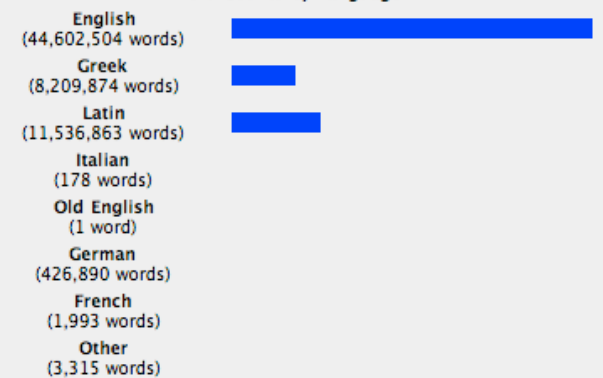 English
(44,602,504 words)
Greek
(8,209,874 words)
Latin
(11,536,863 words)
Italian
(178 words)
Old English
(1 word)
German
(426,890 words)
French
(1,993 words)
Other
(3,315 words)